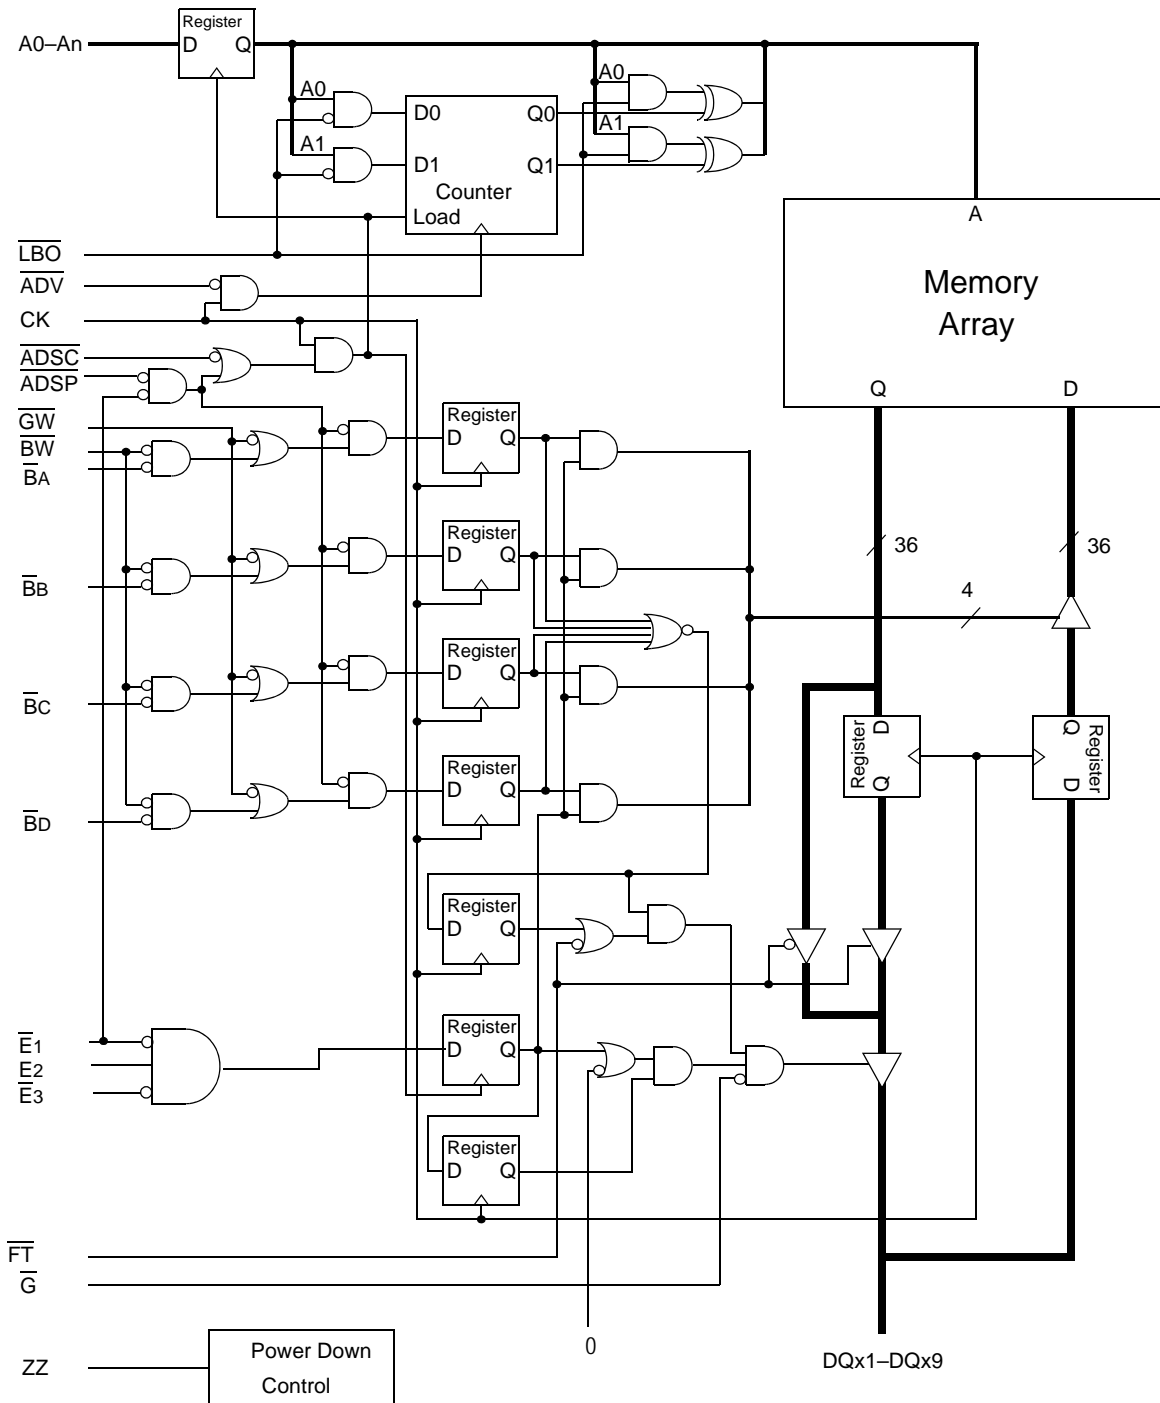 Register
A0–An
D Q
A0
A0
D0 Q0
A1
A1
D1 Q1
Counter
Load
A
LBO
ADV
CK
Memory
Array
ADSC
ADSP
Q D
GW
BW
BA
Register
D Q
36 36
Register
D Q
BB
4
Register
D Q
BC
Register
D
Q
Q
D
Register
Register
D Q
BD
Register
D Q
Register
D Q
E1
E2
E3
Register
D Q
FT
G
0
Power Down
Control
ZZ
DQx1–DQx9